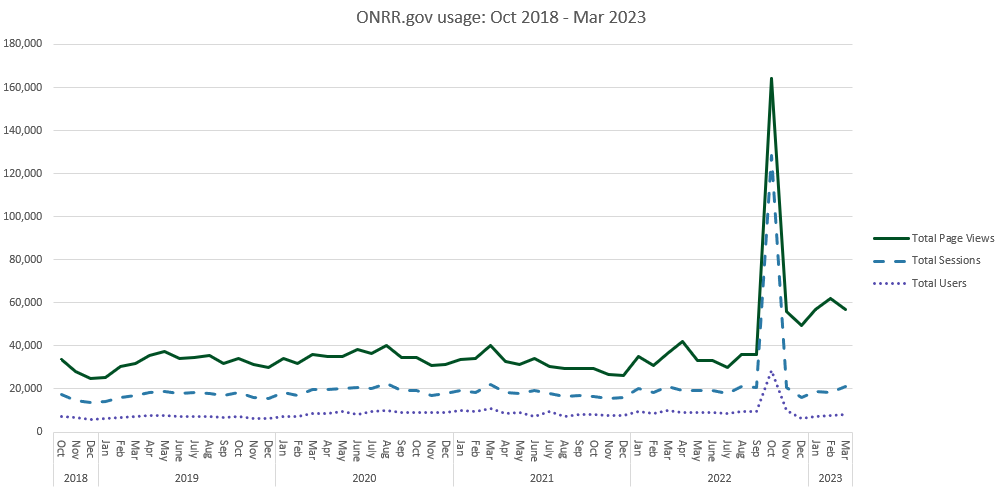 ONRR.gov usage: Oct 2018 - Mar 2023
180,000
160,000
140,000
120,000
100,000
80,000
60,000
40,000
20,000
0
Total Page Views
Total Sessions
Total Users
Oct Nov Dec Jan Feb Mar Apr May June July Aug Sep Oct Nov Dec Jan Feb Mar Apr May Jun July Aug Sep Oct Nov Dec Jan Feb Mar Apr May June July Aug Sep Oct Nov Dec Jan Feb Mar Apr May June July Aug Sep Oct Nov Dec Jan Feb Mar
2018 2019 2020 2021 2022 2023